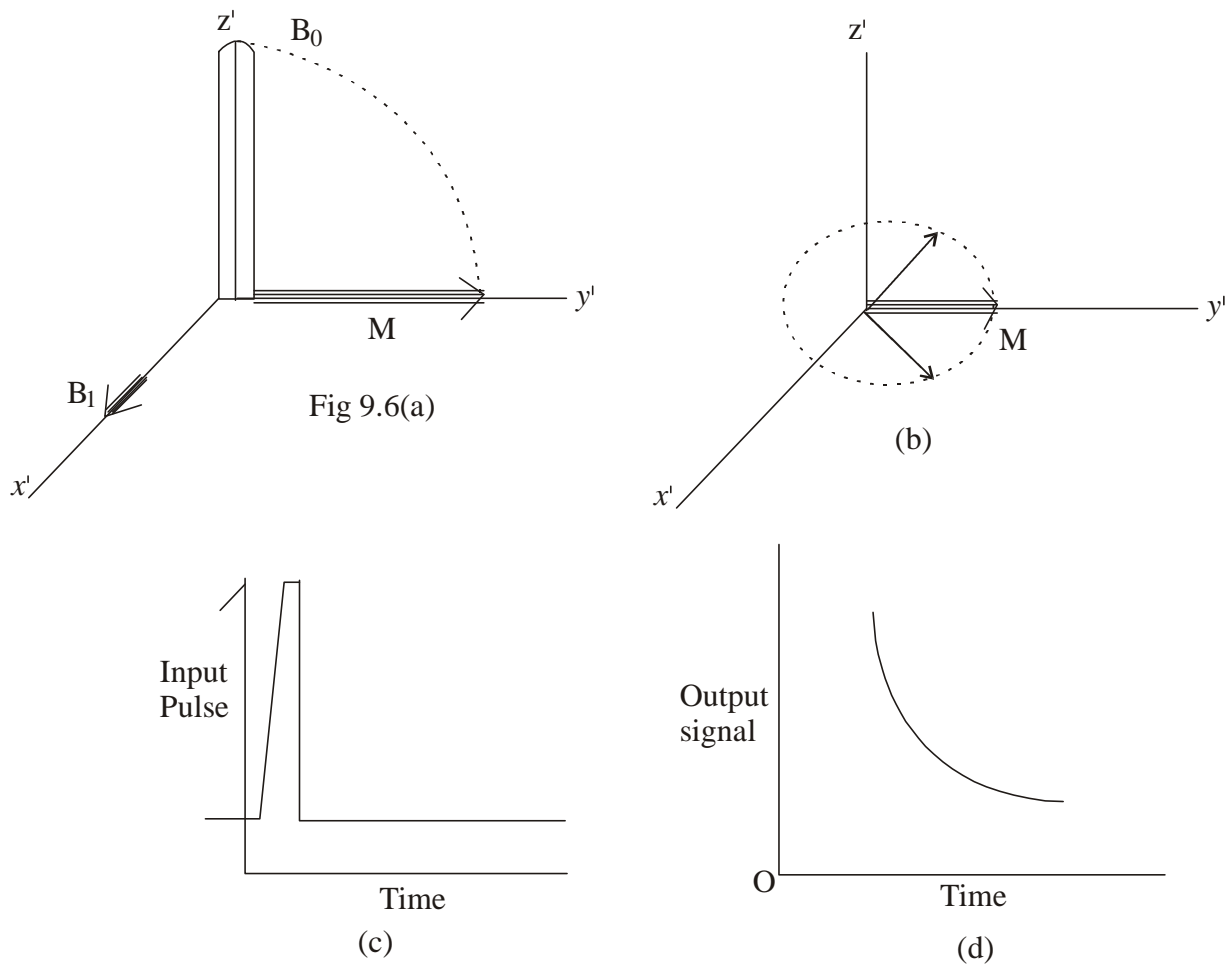 z'
B0
y'
M
B1
Fig 9.6(a)
x'
z'
y'
M
(b)
x'
Input
Pulse
Time
(c)
Output
signal
O
Time
(d)